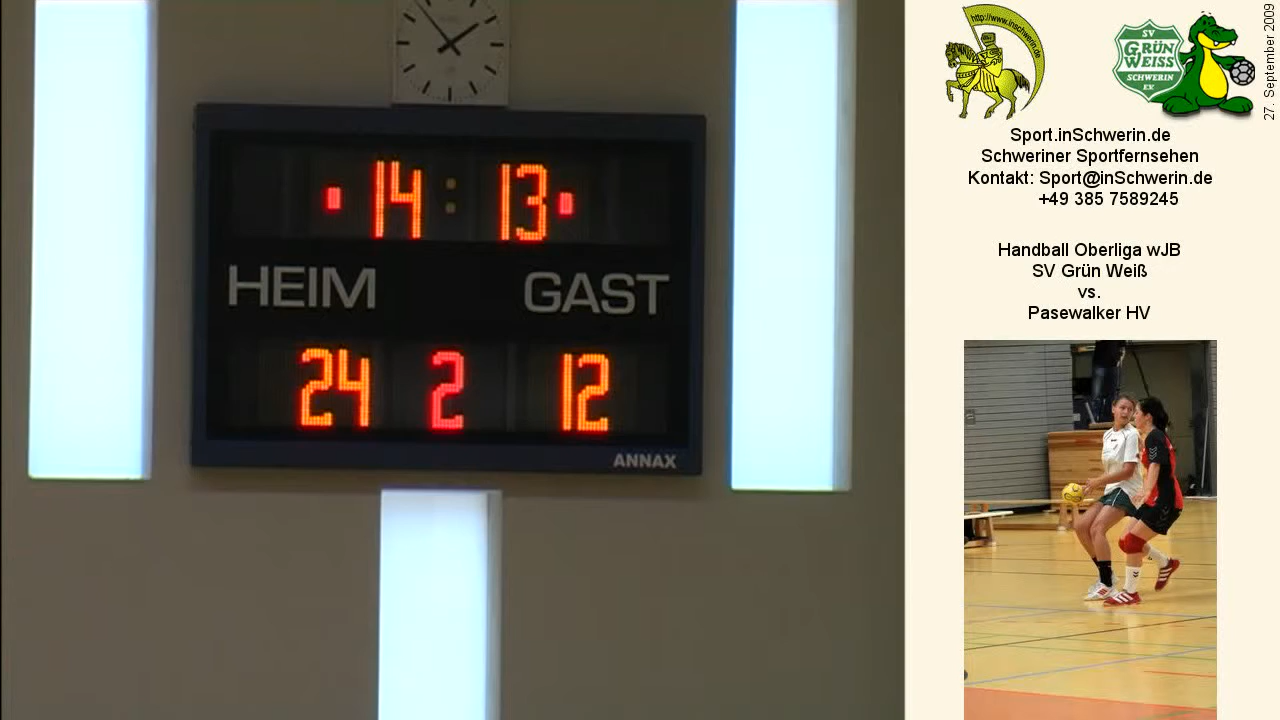 14 : 13
HEIM GAST
24 2 12
ANNAX
http://www.inschwerin.de
SV
GRÜN
WEISS
SCHWERIN
E.V.
27. September 2009
Sport.inSchwerin.de
Schweriner Sportfernsehen
Kontakt: Sport@inSchwerin.de
+49 385 7589245
Handball Oberliga wJB
SV Grün Weiß
vs.
Pasewalker HV